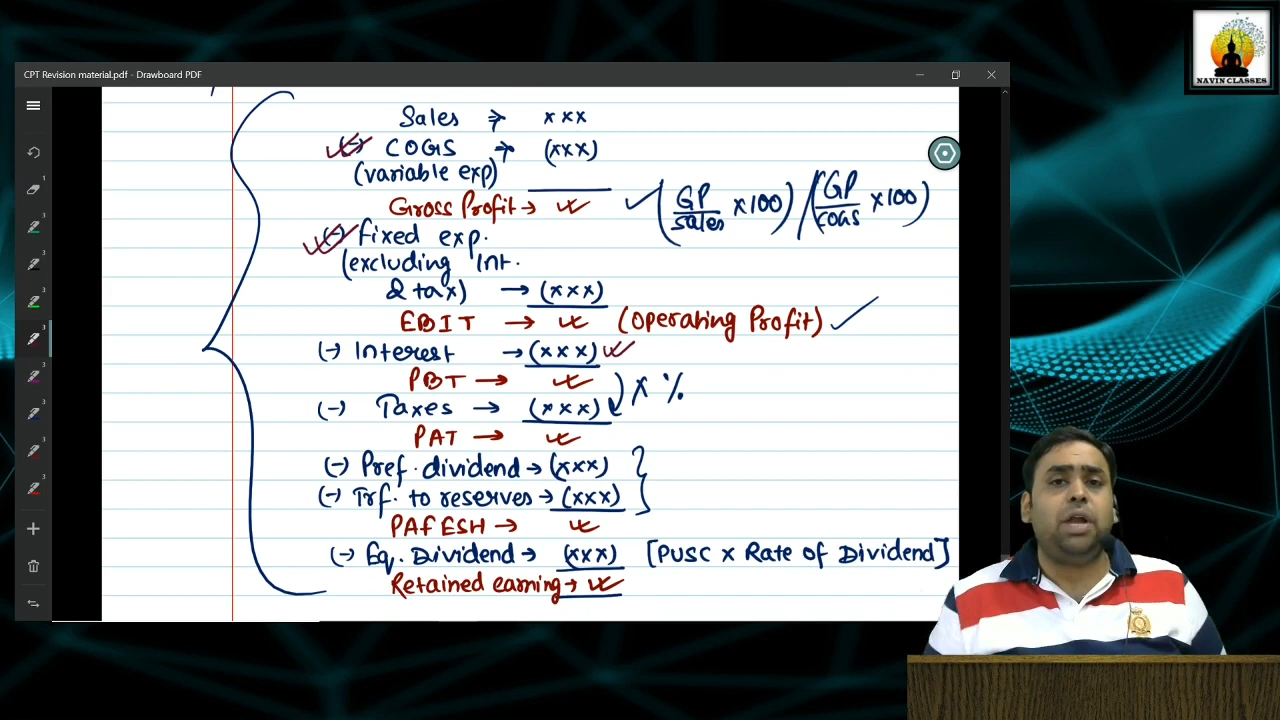 NAVIN CLASSES
CPT Revision material.pdf - Drawboard PDF
Sales → xxx
(-) COGS → (xxx)
(variable exp)
Gross Profit → ✓ ✓ (GP/sales x100) / (GP/COGS x100)
(-) fixed exp.
(excluding Int.
& tax) → (xxx)
EBIT → ✓ (Operating Profit) ✓
(-) Interest → (xxx) ✓
PBT → ✓
(-) Taxes → (xxx) x %
PAT → ✓
(-) Pref. dividend → (xxx)
(-) Trf. to reserves → (xxx)
PAFESH → ✓
(-) Eq. Dividend → (xxx) [PUSC x Rate of Dividend]
Retained earning → ✓